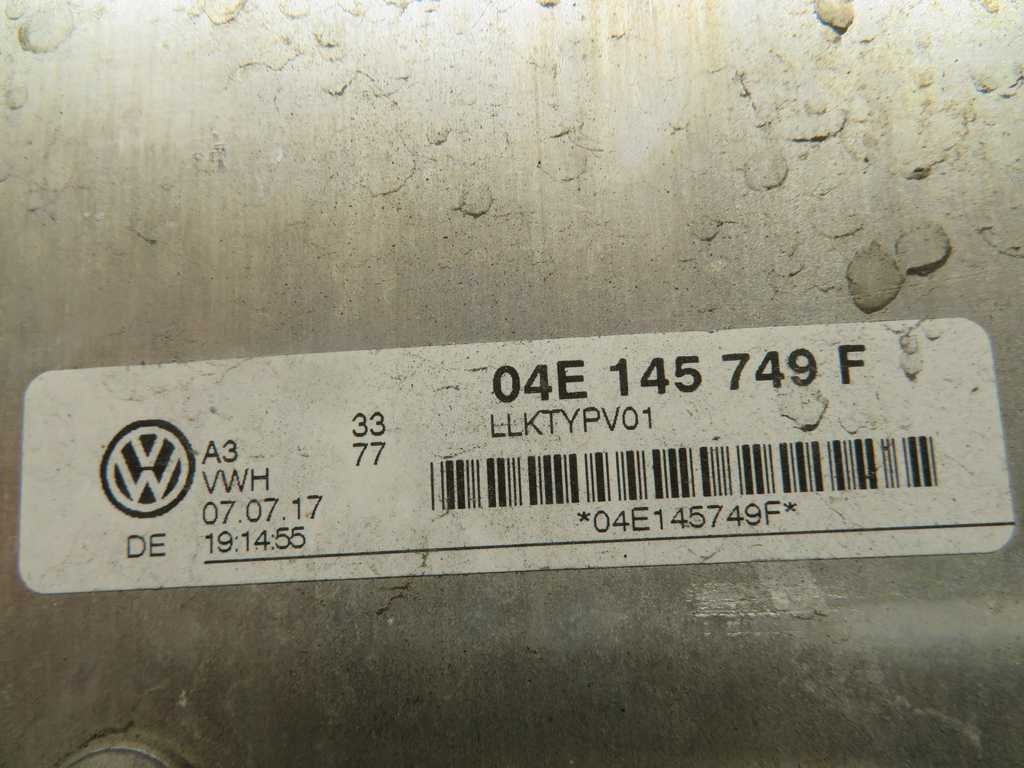 04E 145 749 F
LLKTYPV01
A3 33
VWH 77
07.07.17
DE 19:14:55
*04E145749F*